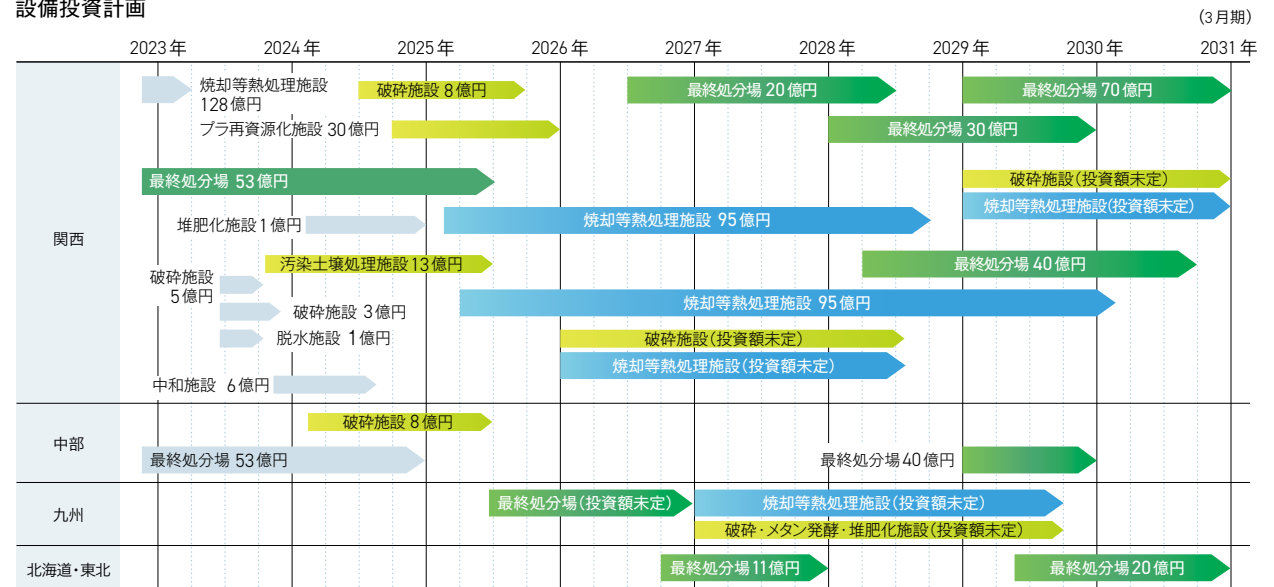 設備投資計画
(3月期)
2023年 2024年 2025年 2026年 2027年 2028年 2029年 2030年 2031年
関西
焼却等熱処理施設
128億円
破砕施設 8億円
最終処分場 20億円
最終処分場 70億円
プラ再資源化施設 30億円
最終処分場 30億円
最終処分場 53億円
破砕施設(投資額未定)
焼却等熱処理施設(投資額未定)
堆肥化施設1億円
焼却等熱処理施設 95億円
汚染土壌処理施設13億円
最終処分場 40億円
破砕施設
5億円
焼却等熱処理施設 95億円
破砕施設 3億円
脱水施設 1億円
破砕施設(投資額未定)
焼却等熱処理施設(投資額未定)
中和施設 6億円
中部
破砕施設 8億円
最終処分場 53億円
最終処分場40億円
九州
最終処分場(投資額未定)
焼却等熱処理施設(投資額未定)
破砕・メタン発酵・堆肥化施設(投資額未定)
北海道・東北
最終処分場11億円
最終処分場20億円